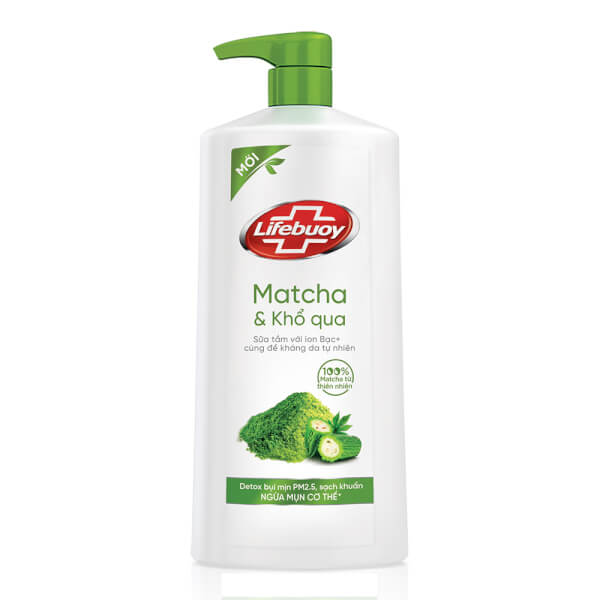 MỚI
Lifebuoy
Matcha
& Khổ qua
Sữa tắm với ion Bạc+
cùng đề kháng da tự nhiên
100%
Matcha từ
thiên nhiên
Detox bụi mịn PM2.5, sạch khuẩn
NGỪA MỤN CƠ THỂ*